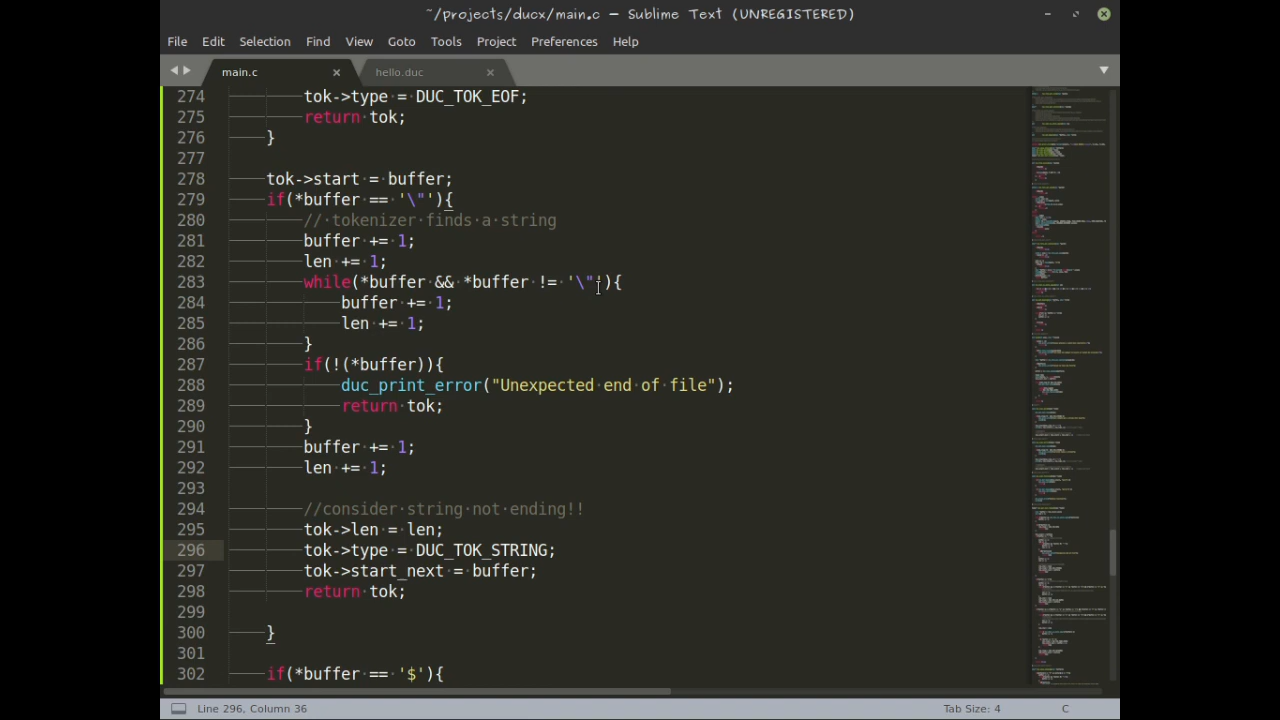 ~/projects/ducx/main.c — Sublime Text (UNREGISTERED)
File Edit Selection Find View Goto Tools Project Preferences Help
main.c × hello.duc ×
274 tok->type = DUC_TOK_EOF;
275 return tok;
276 }
277
278 tok->start = buffer;
279 if(*buffer == '\"'){
280 // tokenizer finds a string
281 buffer += 1;
282 len += 1;
283 while(*buffer && *buffer != '\"'){
284 buffer += 1;
285 len += 1;
286 }
287 if(!(*buffer)){
288 duc_print_error("Unexpected end of file");
289 return tok;
290 }
291 buffer += 1;
292 len += 1;
293
294 //consider string not ending!!
295 tok->len = len;
296 tok->type = DUC_TOK_STRING;
297 tok->start_next = buffer;
298 return tok;
299
300 }
301
302 if(*buffer == '$'){
Line 296, Column 36 Tab Size: 4 C